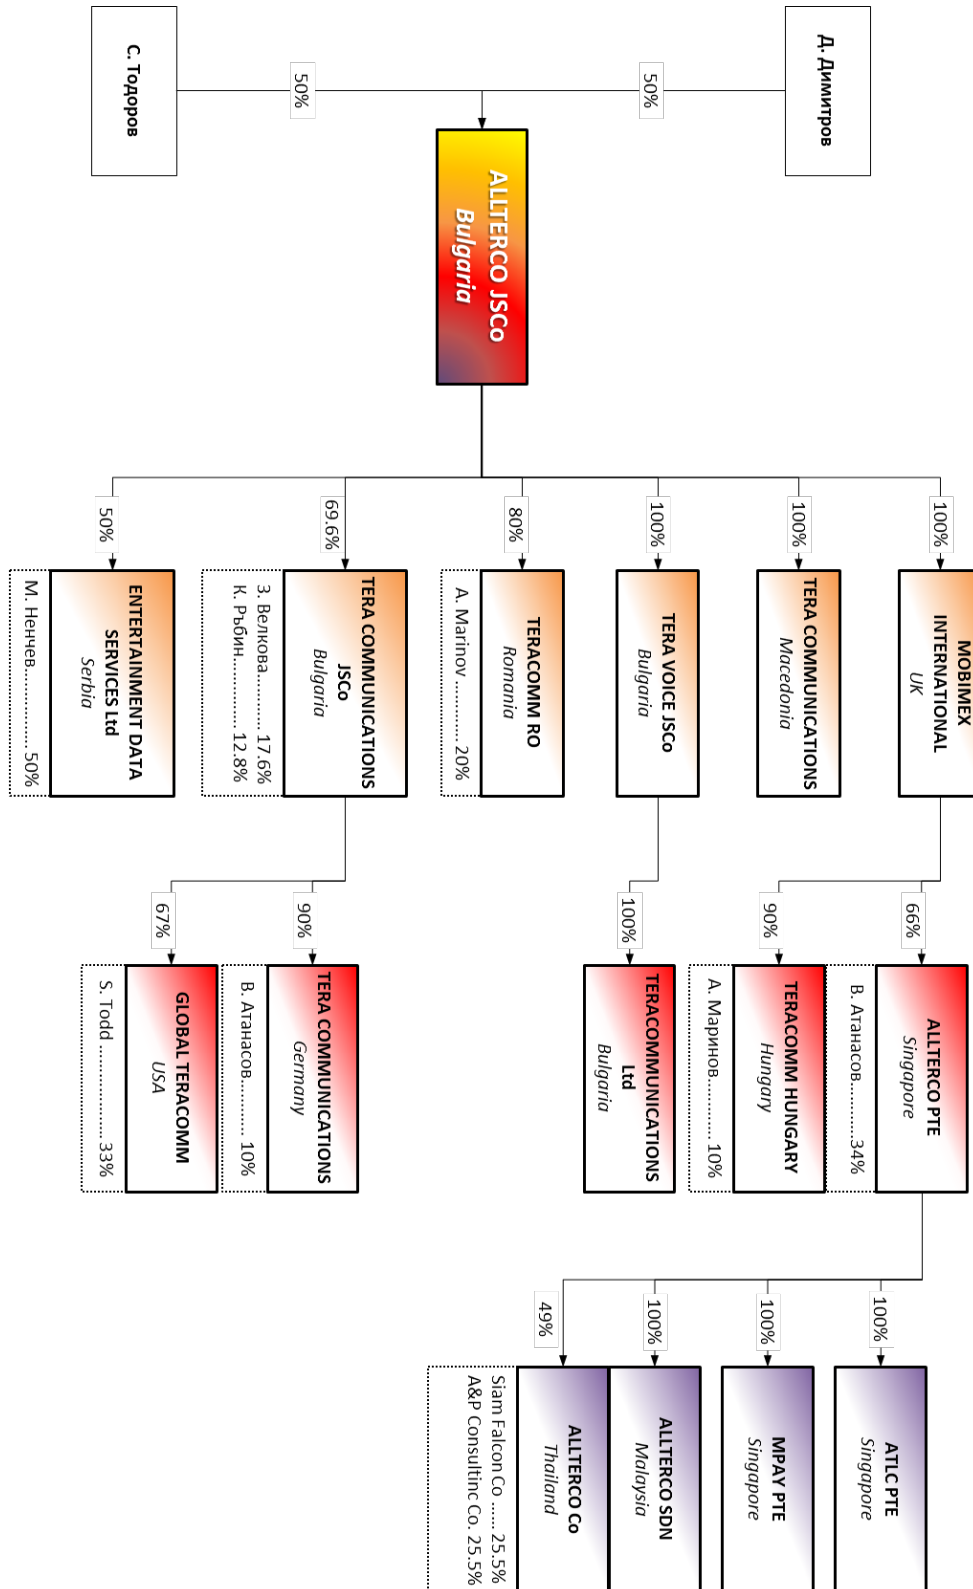 Д. Димитров
50%
50%
С. Тодоров
ALLTERCO JSCo
Bulgaria
100%
MOBIMEX
INTERNATIONAL
UK
100%
TERA COMMUNICATIONS
Macedonia
100%
TERA VOICE JSCo
Bulgaria
80%
TERACOMM RO
Romania
A. Marinov ......... 20%
69.6%
TERA COMMUNICATIONS
JSCo
Bulgaria
З. Велкова............ 17.6%
К. Ръбин.............. 12.8%
50%
ENTERTAINMENT DATA
SERVICES Ltd
Serbia
М. Ненчев.............. 50%
66%
ALLTERCO PTE
Singapore
В. Атанасов.........34%
90%
TERACOMM HUNGARY
Hungary
А. Маринов........... 10%
100%
TERACOMMUNICATIONS
Ltd
Bulgaria
90%
TERA COMMUNICATIONS
Germany
В. Атанасов.......... 10%
67%
GLOBAL TERACOMM
USA
S. Todd ................ 33%
100%
ATLC PTE
Singapore
100%
MPAY PTE
Singapore
100%
ALLTERCO SDN
Malaysia
49%
ALLTERCO Co
Thailand
Siam Falcon Co ..... 25.5%
A&P Consultinc Co. 25.5%